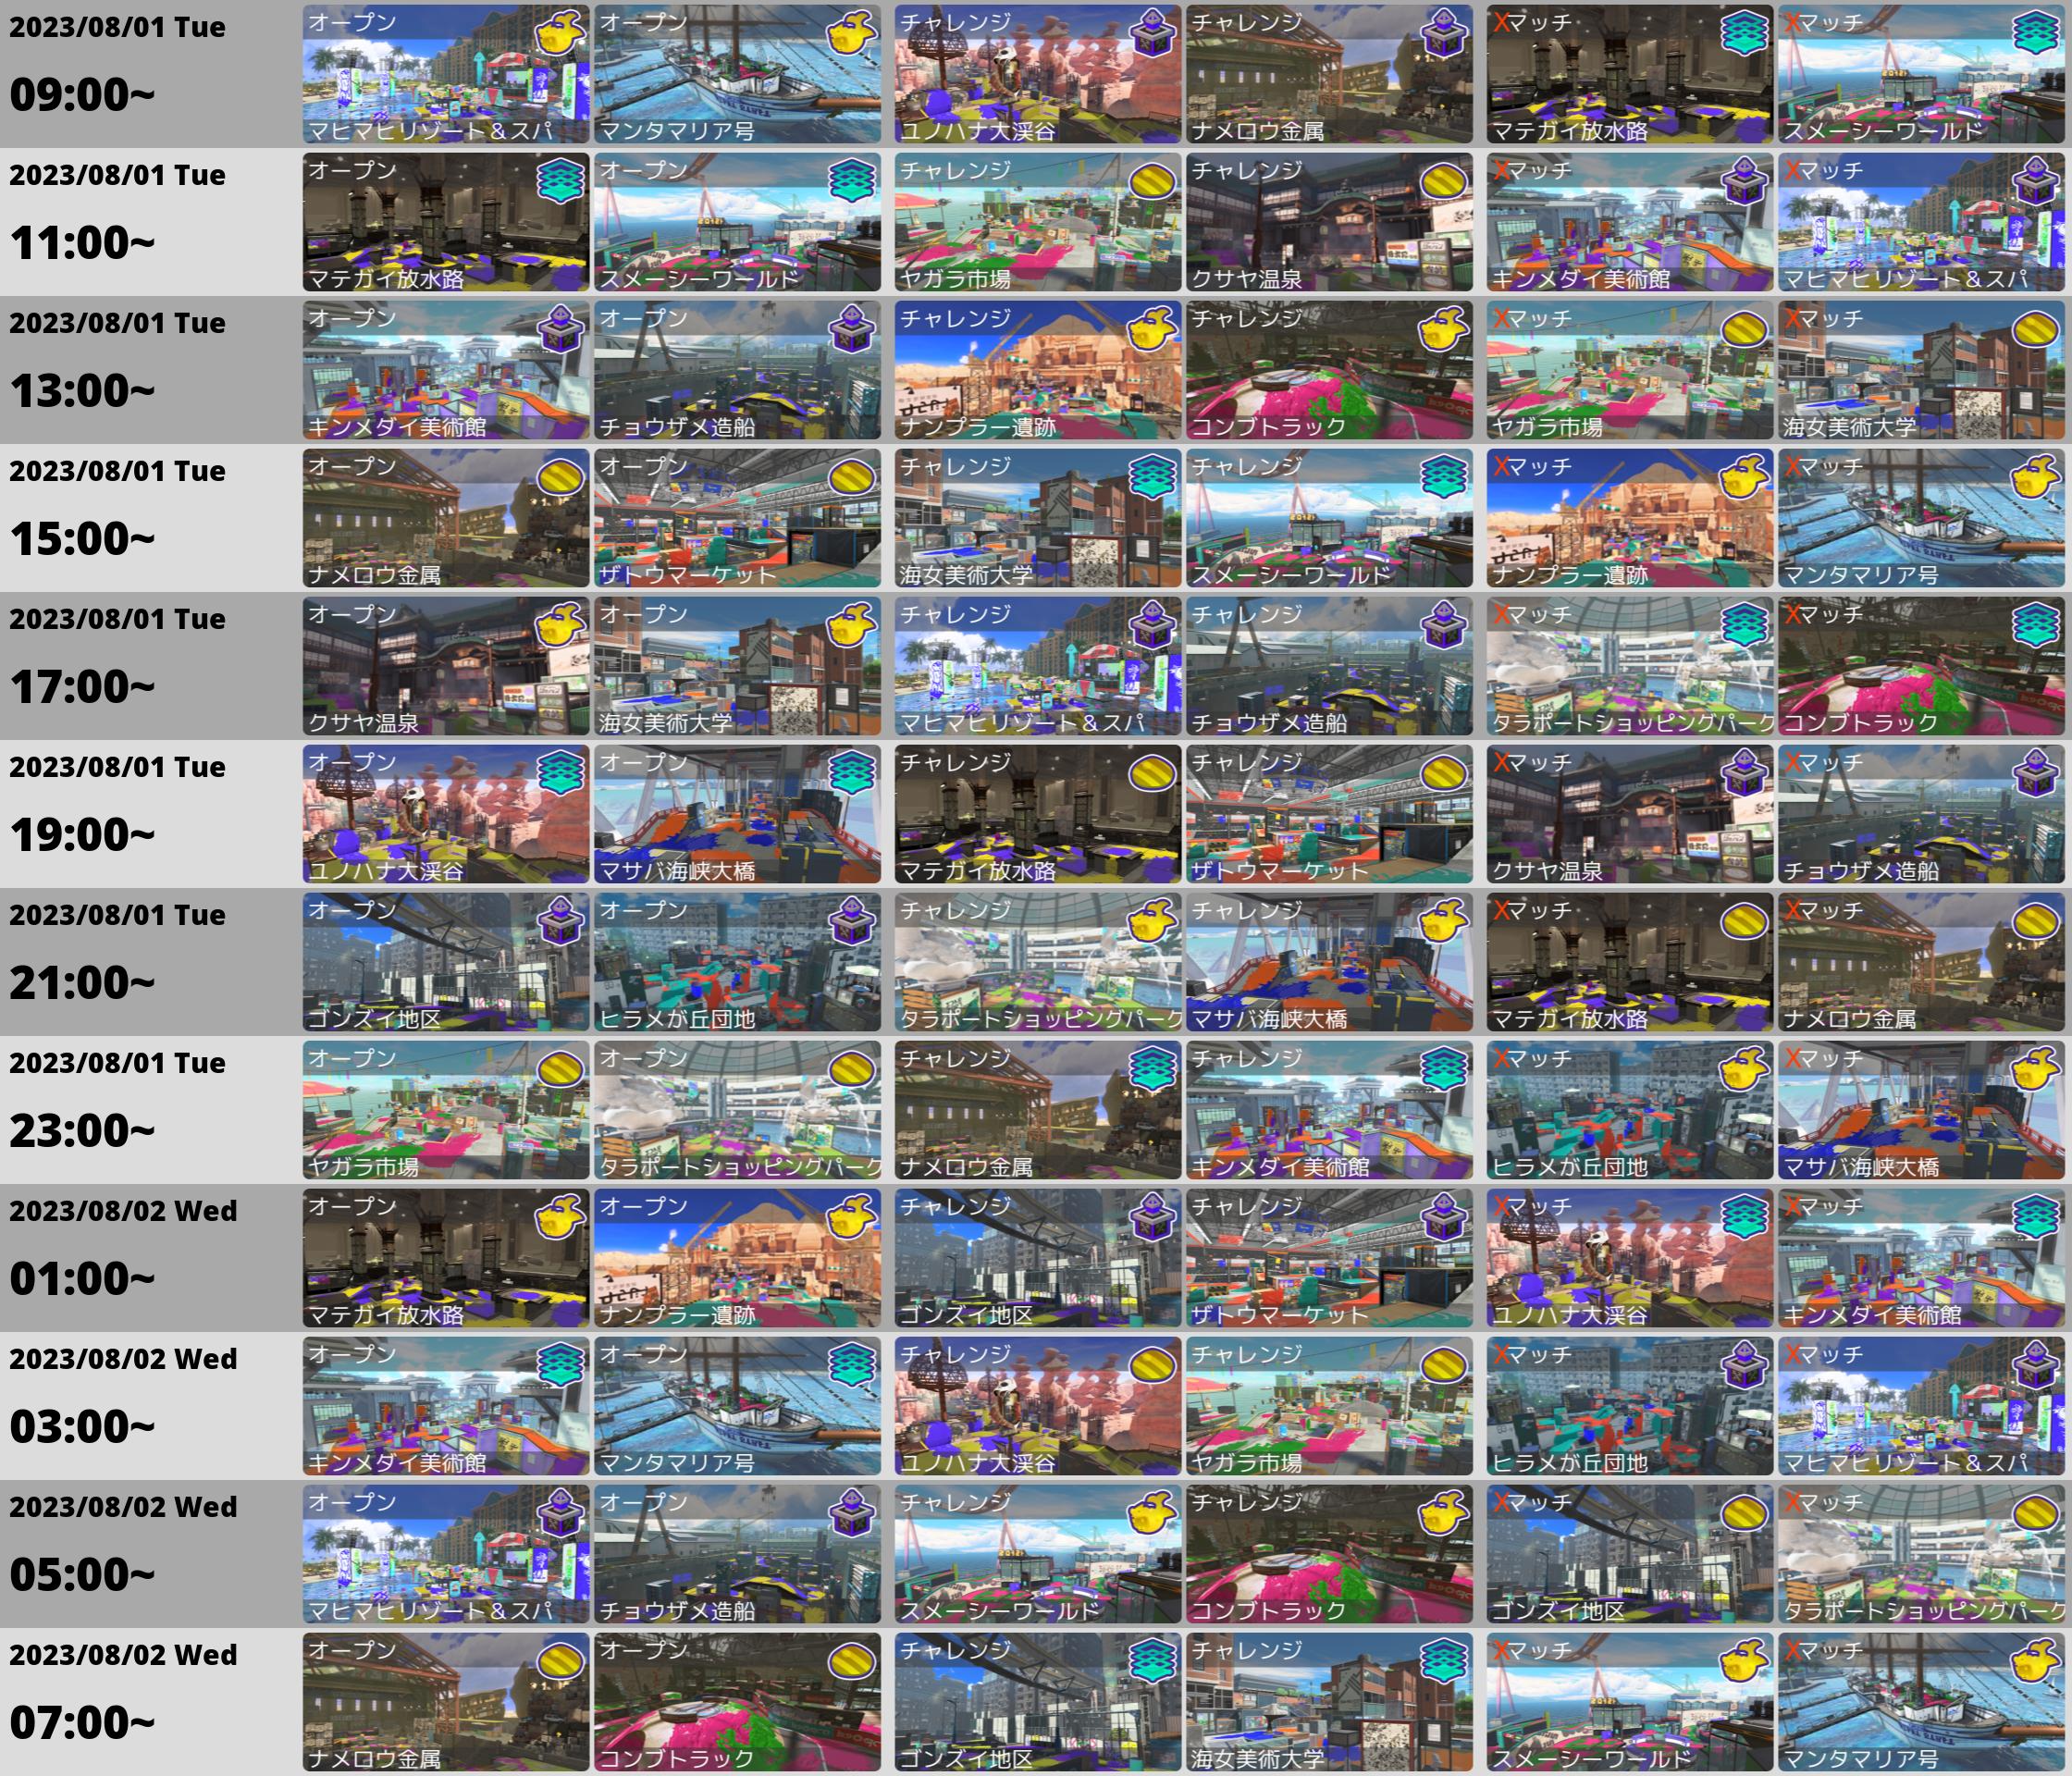 2023/08/01 Tue
09:00~
オープン オープン チャレンジ チャレンジ Xマッチ Xマッチ
マヒマヒリゾート＆スパ マンタマリア号 ユノハナ大渓谷 ナメロウ金属 マテガイ放水路 スメーシーワールド
2023/08/01 Tue
11:00~
オープン オープン チャレンジ チャレンジ Xマッチ Xマッチ
マテガイ放水路 スメーシーワールド ヤガラ市場 クサヤ温泉 キンメダイ美術館 マヒマヒリゾート＆スパ
2023/08/01 Tue
13:00~
オープン オープン チャレンジ チャレンジ Xマッチ Xマッチ
キンメダイ美術館 チョウザメ造船 ナンプラー遺跡 コンブトラック ヤガラ市場 海女美術大学
2023/08/01 Tue
15:00~
オープン オープン チャレンジ チャレンジ Xマッチ Xマッチ
ナメロウ金属 ザトウマーケット 海女美術大学 スメーシーワールド ナンプラー遺跡 マンタマリア号
2023/08/01 Tue
17:00~
オープン オープン チャレンジ チャレンジ Xマッチ Xマッチ
クサヤ温泉 海女美術大学 マヒマヒリゾート＆スパ チョウザメ造船 タラポートショッピングパーク コンブトラック
2023/08/01 Tue
19:00~
オープン オープン チャレンジ チャレンジ Xマッチ Xマッチ
ユノハナ大渓谷 マサバ海峡大橋 マテガイ放水路 ザトウマーケット クサヤ温泉 チョウザメ造船
2023/08/01 Tue
21:00~
オープン オープン チャレンジ チャレンジ Xマッチ Xマッチ
ゴンズイ地区 ヒラメが丘団地 タラポートショッピングパーク マサバ海峡大橋 マテガイ放水路 ナメロウ金属
2023/08/01 Tue
23:00~
オープン オープン チャレンジ チャレンジ Xマッチ Xマッチ
ヤガラ市場 タラポートショッピングパーク ナメロウ金属 キンメダイ美術館 ヒラメが丘団地 マサバ海峡大橋
2023/08/02 Wed
01:00~
オープン オープン チャレンジ チャレンジ Xマッチ Xマッチ
マテガイ放水路 ナンプラー遺跡 ゴンズイ地区 ザトウマーケット ユノハナ大渓谷 キンメダイ美術館
2023/08/02 Wed
03:00~
オープン オープン チャレンジ チャレンジ Xマッチ Xマッチ
キンメダイ美術館 マンタマリア号 ユノハナ大渓谷 ヤガラ市場 ヒラメが丘団地 マヒマヒリゾート＆スパ
2023/08/02 Wed
05:00~
オープン オープン チャレンジ チャレンジ Xマッチ Xマッチ
マヒマヒリゾート＆スパ チョウザメ造船 スメーシーワールド コンブトラック ゴンズイ地区 タラポートショッピングパーク
2023/08/02 Wed
07:00~
オープン オープン チャレンジ チャレンジ Xマッチ Xマッチ
ナメロウ金属 コンブトラック ゴンズイ地区 海女美術大学 スメーシーワールド マンタマリア号